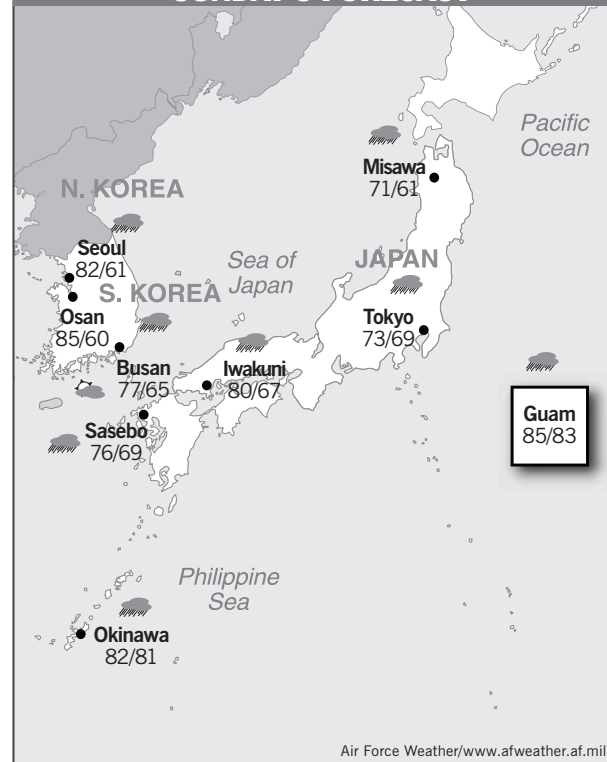 Pacific
Ocean
Misawa
71/61
N. KOREA
Seoul
82/61
Sea of
Japan
JAPAN
S. KOREA
Osan
85/60
Tokyo
73/69
Busan
77/65
Iwakuni
80/67
Guam
85/83
Sasebo
76/69
Philippine
Sea
Okinawa
82/81
Air Force Weather/www.afweather.af.mil